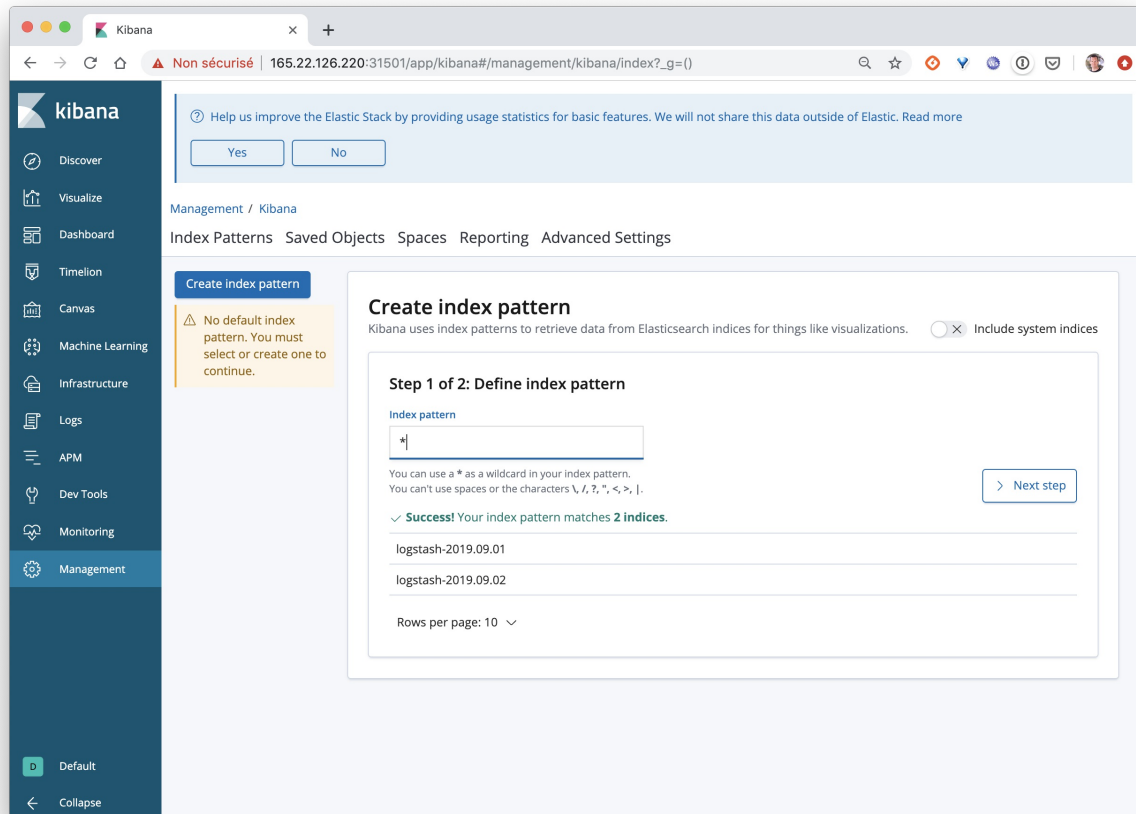 Kibana
Non sécurisé | 165.22.126.220:31501/app/kibana#/management/kibana/index?_g=()
kibana
Discover
Visualize
Dashboard
Timelion
Canvas
Machine Learning
Infrastructure
Logs
APM
Dev Tools
Monitoring
Management
D Default
Collapse
Help us improve the Elastic Stack by providing usage statistics for basic features. We will not share this data outside of Elastic. Read more
Yes No
Management / Kibana
Index Patterns Saved Objects Spaces Reporting Advanced Settings
Create index pattern
No default index
pattern. You must
select or create one to
continue.
Create index pattern
Kibana uses index patterns to retrieve data from Elasticsearch indices for things like visualizations.
Include system indices
Step 1 of 2: Define index pattern
Index pattern
*
You can use a * as a wildcard in your index pattern.
You can't use spaces or the characters \, /, ?, ", <, >, |.
Next step
Success! Your index pattern matches 2 indices.
logstash-2019.09.01
logstash-2019.09.02
Rows per page: 10